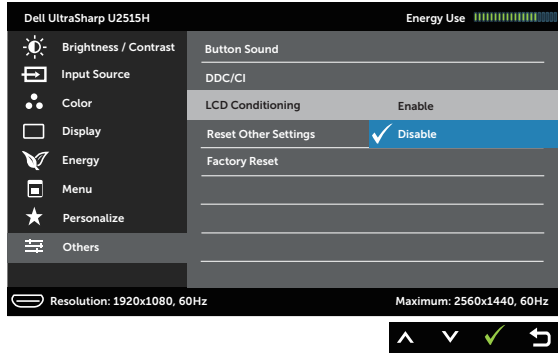 Dell UltraSharp U2515H Energy Use
Brightness / Contrast
Input Source
Color
Display
Energy
Menu
Personalize
Others
Button Sound
DDC/CI
LCD Conditioning Enable
Reset Other Settings Disable
Factory Reset
Resolution: 1920x1080, 60Hz Maximum: 2560x1440, 60Hz